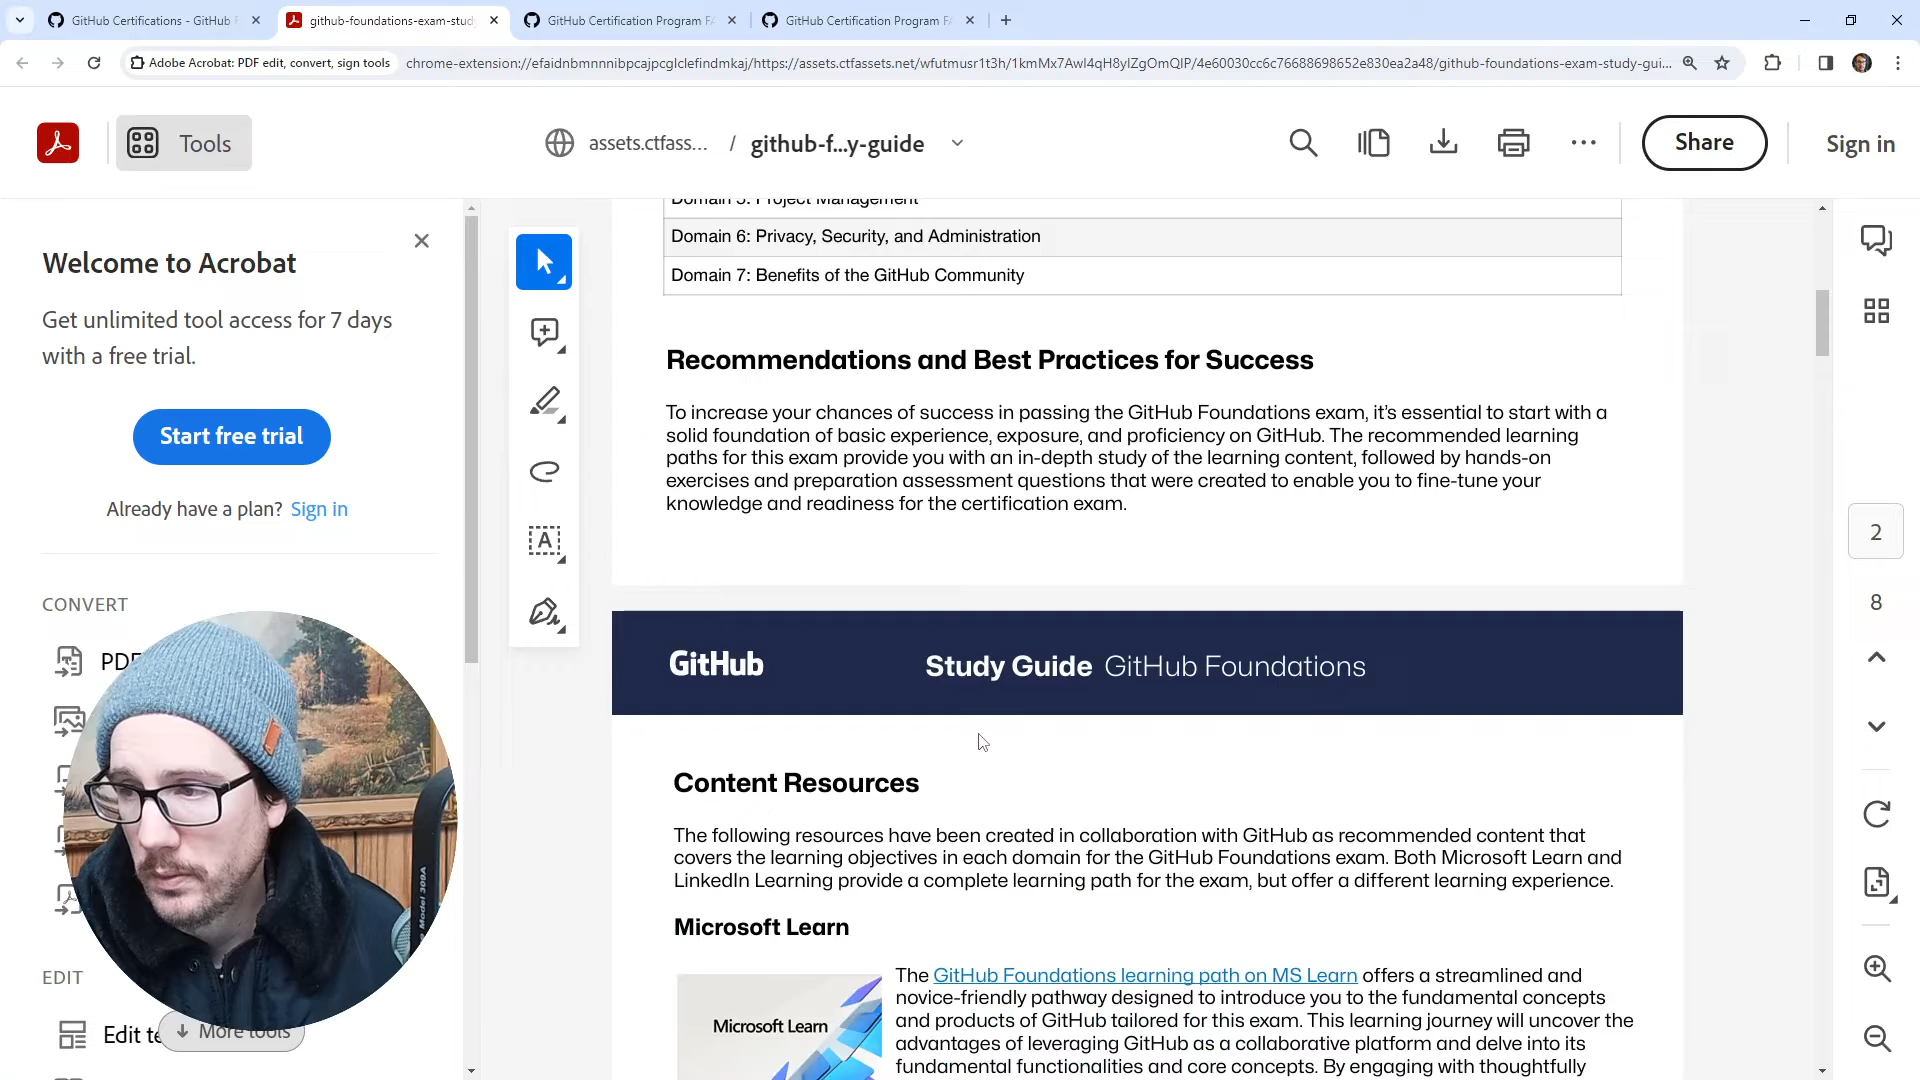 GitHub Certifications - GitHub R
github-foundations-exam-stud
GitHub Certification Program FA
GitHub Certification Program FA
Adobe Acrobat: PDF edit, convert, sign tools
chrome-extension://efaidnbmnnnibpcajpcglclefindmkaj/https://assets.ctfassets.net/wfutmusr1t3h/1kmMx7Awl4qH8yIZgOmQlP/4e60030cc6c76688698652e830ea2a48/github-foundations-exam-study-gui...
Tools
assets.ctfass... / github-f...y-guide
Share
Sign in
Welcome to Acrobat
Get unlimited tool access for 7 days
with a free trial.
Start free trial
Already have a plan? Sign in
CONVERT
PDF
EDIT
Edit te
More tools
Domain 5: Project Management
Domain 6: Privacy, Security, and Administration
Domain 7: Benefits of the GitHub Community
Recommendations and Best Practices for Success
To increase your chances of success in passing the GitHub Foundations exam, it's essential to start with a
solid foundation of basic experience, exposure, and proficiency on GitHub. The recommended learning
paths for this exam provide you with an in-depth study of the learning content, followed by hands-on
exercises and preparation assessment questions that were created to enable you to fine-tune your
knowledge and readiness for the certification exam.
GitHub
Study Guide GitHub Foundations
Content Resources
The following resources have been created in collaboration with GitHub as recommended content that
covers the learning objectives in each domain for the GitHub Foundations exam. Both Microsoft Learn and
LinkedIn Learning provide a complete learning path for the exam, but offer a different learning experience.
Microsoft Learn
Microsoft Learn
The GitHub Foundations learning path on MS Learn offers a streamlined and
novice-friendly pathway designed to introduce you to the fundamental concepts
and products of GitHub tailored for this exam. This learning journey will uncover the
advantages of leveraging GitHub as a collaborative platform and delve into its
fundamental functionalities and core concepts. By engaging with thoughtfully
2
8
Model 309A